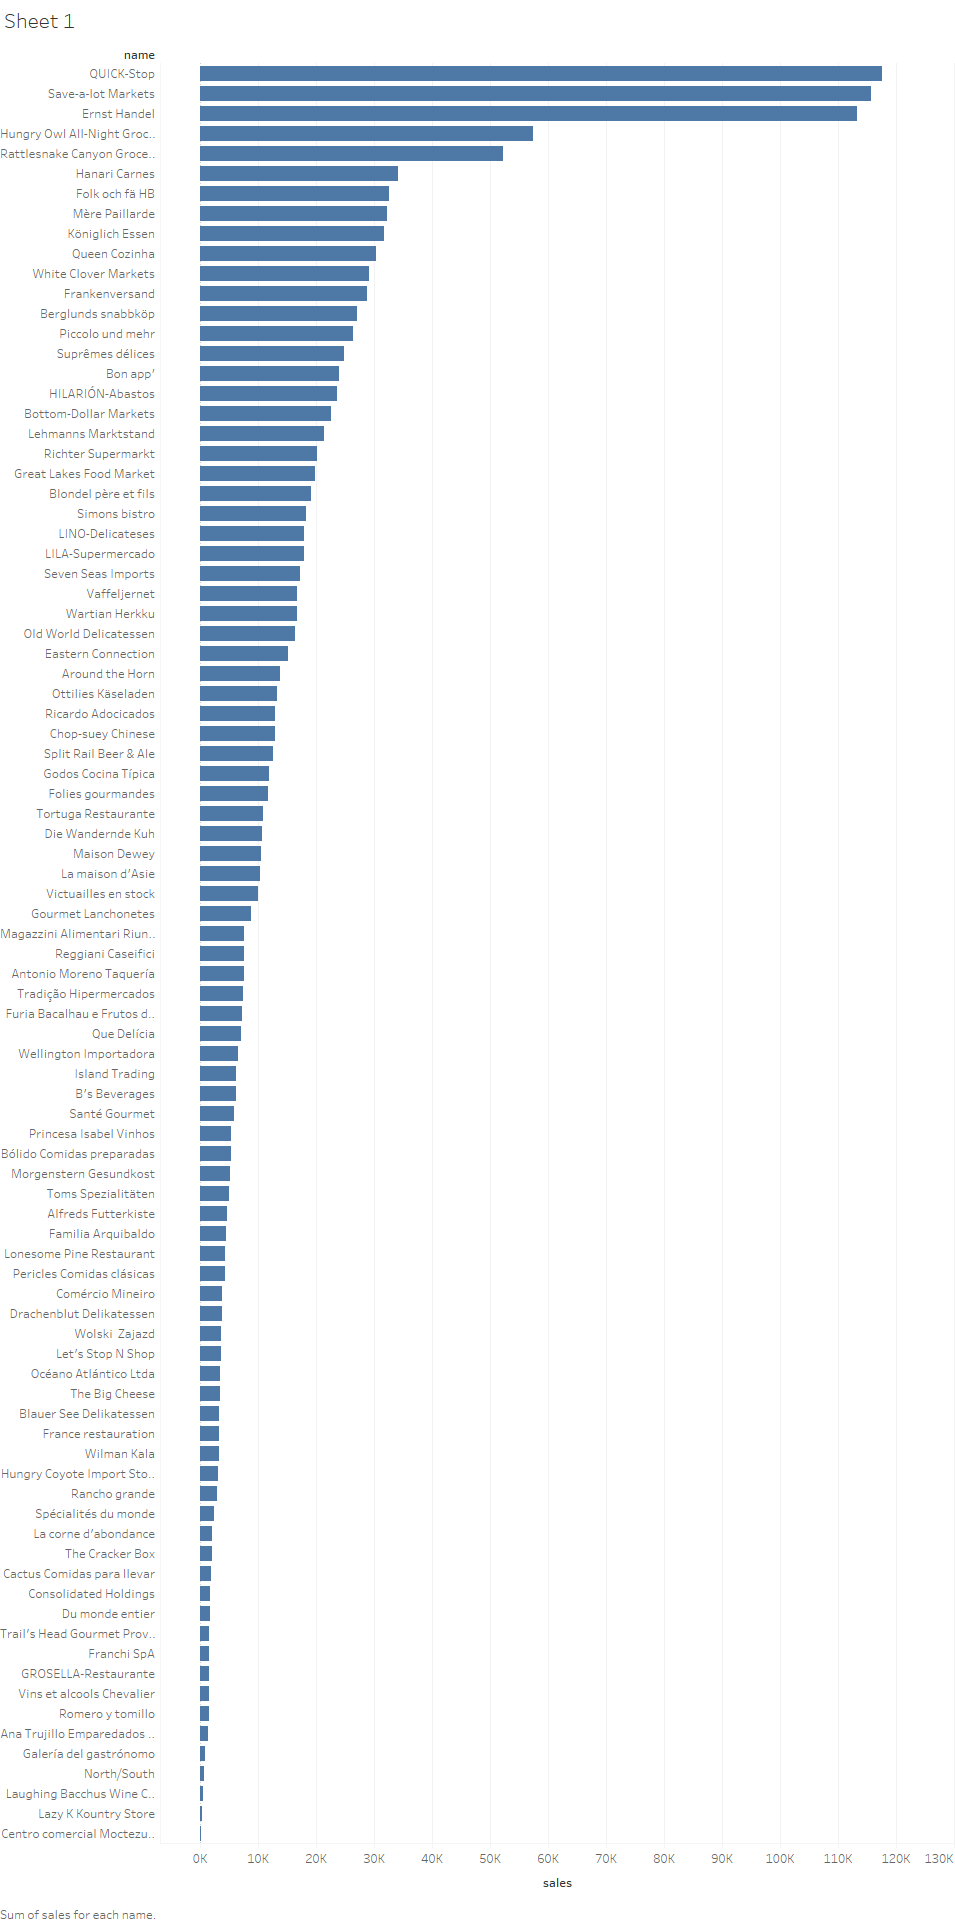 Sheet 1
name
QUICK-Stop
Save-a-lot Markets
Ernst Handel
Hungry Owl All-Night Groc..
Rattlesnake Canyon Groce..
Hanari Carnes
Folk och fä HB
Mère Paillarde
Königlich Essen
Queen Cozinha
White Clover Markets
Frankenversand
Berglunds snabbköp
Piccolo und mehr
Suprêmes délices
Bon app'
HILARIÓN-Abastos
Bottom-Dollar Markets
Lehmanns Marktstand
Richter Supermarkt
Great Lakes Food Market
Blondel père et fils
Simons bistro
LINO-Delicateses
LILA-Supermercado
Seven Seas Imports
Vaffeljernet
Wartian Herkku
Old World Delicatessen
Eastern Connection
Around the Horn
Ottilies Käseladen
Ricardo Adocicados
Chop-suey Chinese
Split Rail Beer & Ale
Godos Cocina Típica
Folies gourmandes
Tortuga Restaurante
Die Wandernde Kuh
Maison Dewey
La maison d'Asie
Victuailles en stock
Gourmet Lanchonetes
Magazzini Alimentari Riun..
Reggiani Caseifici
Antonio Moreno Taquería
Tradição Hipermercados
Furia Bacalhau e Frutos d..
Que Delícia
Wellington Importadora
Island Trading
B's Beverages
Santé Gourmet
Princesa Isabel Vinhos
Bólido Comidas preparadas
Morgenstern Gesundkost
Toms Spezialitäten
Alfreds Futterkiste
Familia Arquibaldo
Lonesome Pine Restaurant
Pericles Comidas clásicas
Comércio Mineiro
Drachenblut Delikatessen
Wolski  Zajazd
Let's Stop N Shop
Océano Atlántico Ltda
The Big Cheese
Blauer See Delikatessen
France restauration
Wilman Kala
Hungry Coyote Import Sto..
Rancho grande
Spécialités du monde
La corne d'abondance
The Cracker Box
Cactus Comidas para llevar
Consolidated Holdings
Du monde entier
Trail's Head Gourmet Prov..
Franchi SpA
GROSELLA-Restaurante
Vins et alcools Chevalier
Romero y tomillo
Ana Trujillo Emparedados ..
Galería del gastrónomo
North/South
Laughing Bacchus Wine C..
Lazy K Kountry Store
Centro comercial Moctezu..
0K 10K 20K 30K 40K 50K 60K 70K 80K 90K 100K 110K 120K 130K
sales
Sum of sales for each name.